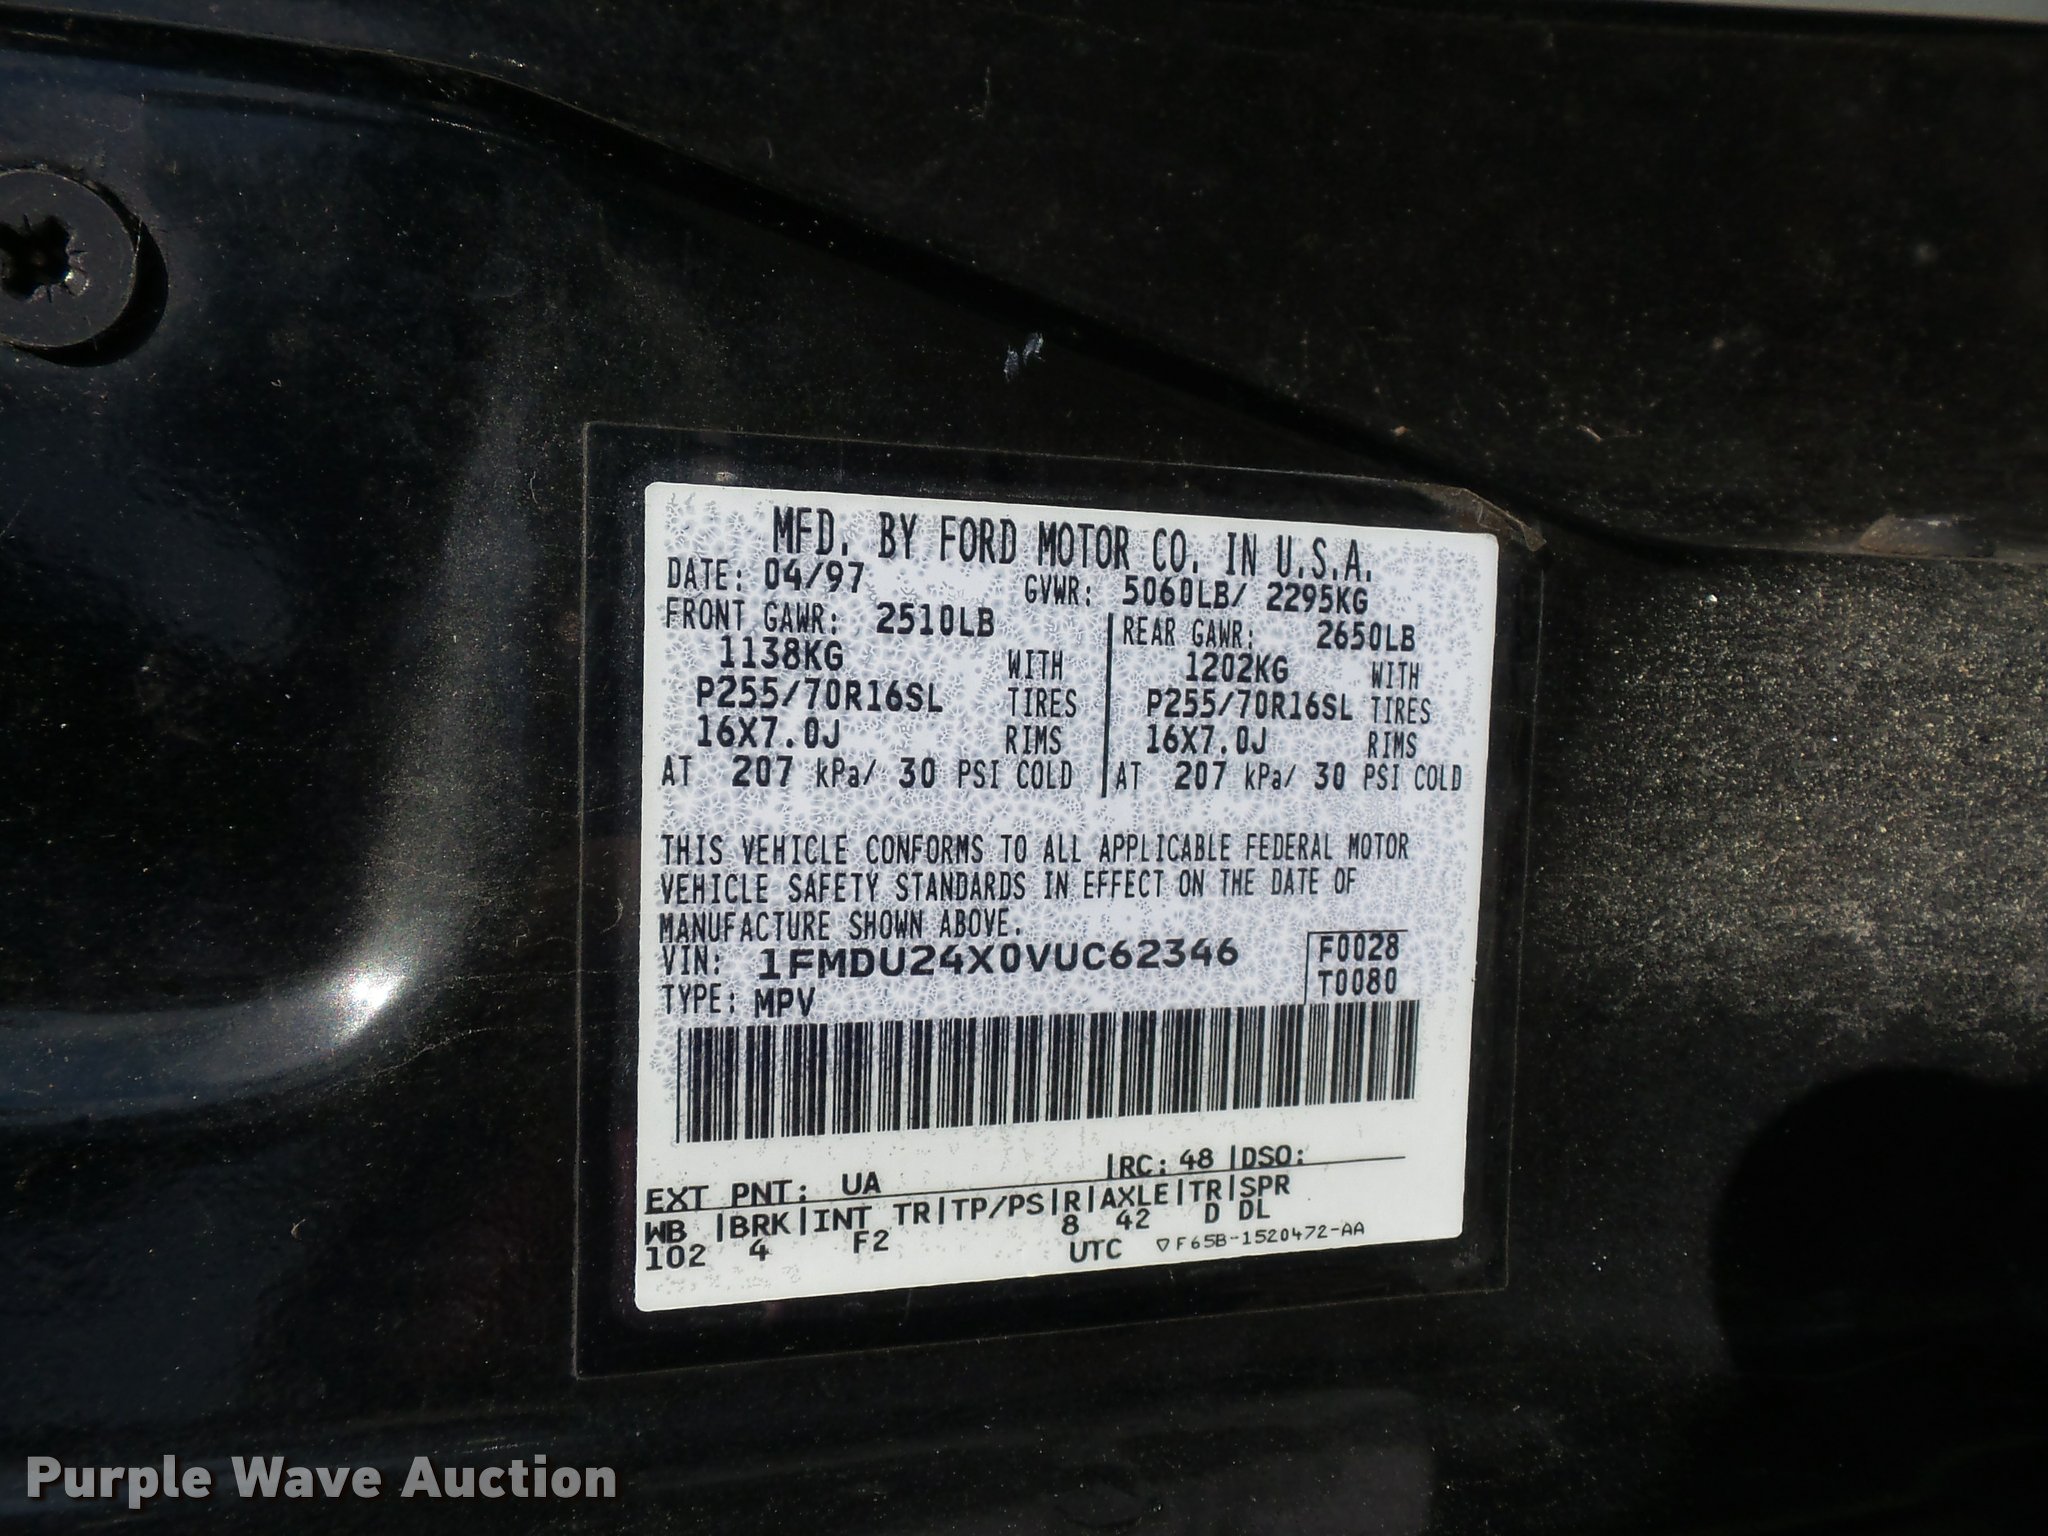 MFD. BY FORD MOTOR CO. IN U.S.A.
DATE: 04/97 GVWR: 5060LB/ 2295KG
FRONT GAWR: 2510LB REAR GAWR: 2650LB
1138KG WITH 1202KG WITH
P255/70R16SL TIRES P255/70R16SL TIRES
16X7.0J RIMS 16X7.0J RIMS
AT 207 kPa/ 30 PSI COLD AT 207 kPa/ 30 PSI COLD
THIS VEHICLE CONFORMS TO ALL APPLICABLE FEDERAL MOTOR
VEHICLE SAFETY STANDARDS IN EFFECT ON THE DATE OF
MANUFACTURE SHOWN ABOVE.
VIN: 1FMDU24X0VUC62346 F0028
TYPE: MPV T0080
EXT PNT: UA |RC: 48 |DSO:
WB |BRK|INT TR|TP/PS|R|AXLE|TR|SPR
102 4 F2 8 42 D DL
UTC ▽F65B-1520472-AA
Purple Wave Auction